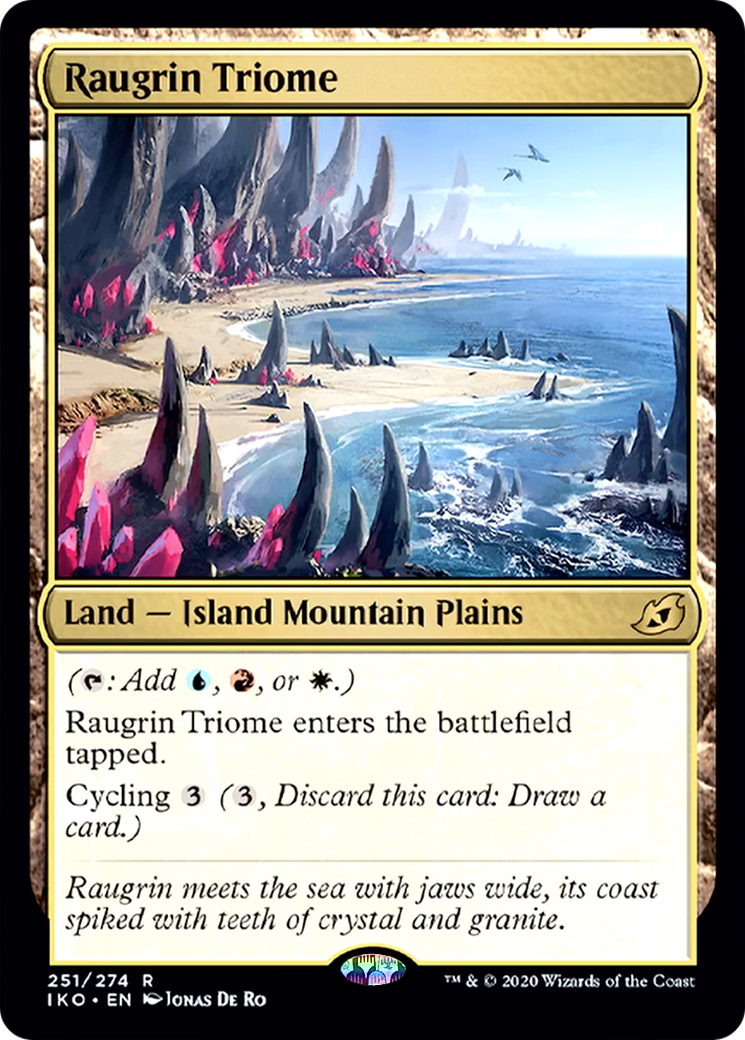 Raugrin Triome
Land — Island Mountain Plains
(: Add , , or .)
Raugrin Triome enters the battlefield
tapped.
Cycling 3 (3, Discard this card: Draw a
card.)
Raugrin meets the sea with jaws wide, its coast
spiked with teeth of crystal and granite.
251/274 R
IKO • EN Jonas De Ro
™ & © 2020 Wizards of the Coast